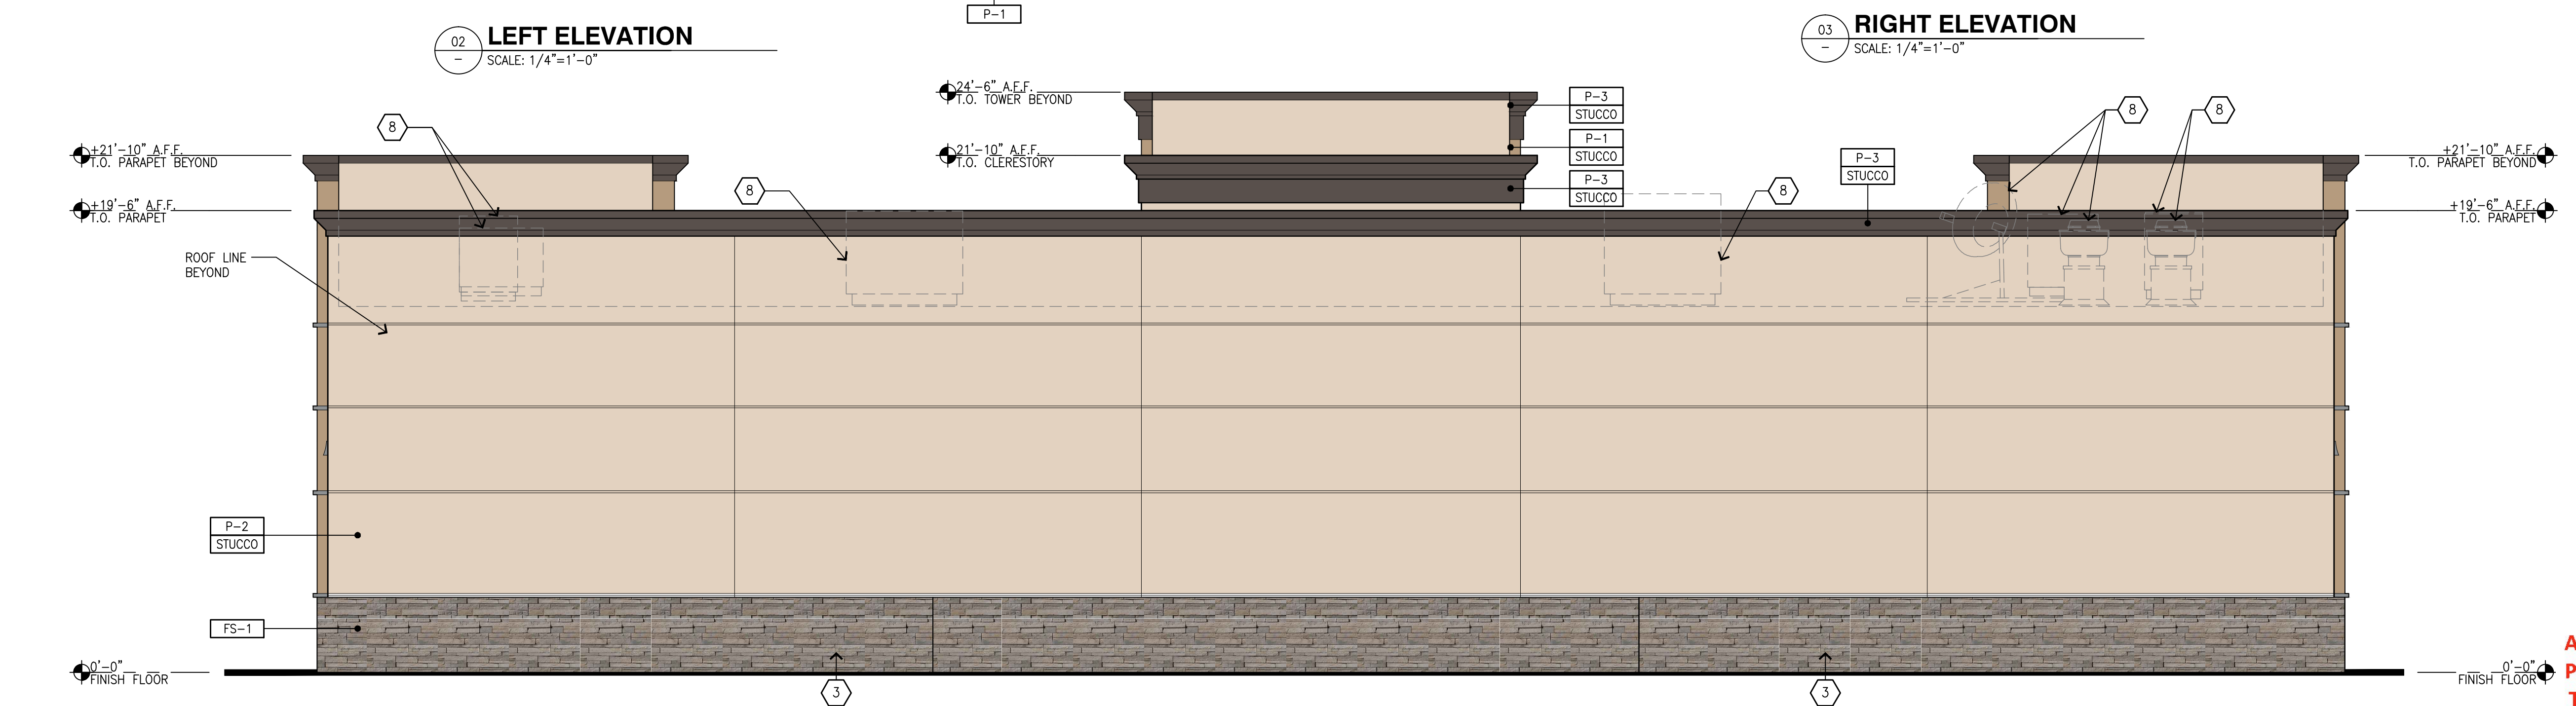 P-1
02
LEFT ELEVATION
–
SCALE: 1/4"=1'-0"
03
RIGHT ELEVATION
–
SCALE: 1/4"=1'-0"
24'-6" A.F.F.
T.O. TOWER BEYOND
P-3
STUCCO
8
8
8
P-1
STUCCO
+21'-10" A.F.F.
T.O. PARAPET BEYOND
21'-10" A.F.F.
T.O. CLERESTORY
P-3
STUCCO
+21'-10" A.F.F.
T.O. PARAPET BEYOND
8
P-3
STUCCO
8
+19'-6" A.F.F.
T.O. PARAPET
+19'-6" A.F.F.
T.O. PARAPET
ROOF LINE
BEYOND
P-2
STUCCO
FS-1
A
P
T
0'-0"
FINISH FLOOR
0'-0"
FINISH FLOOR
3
3